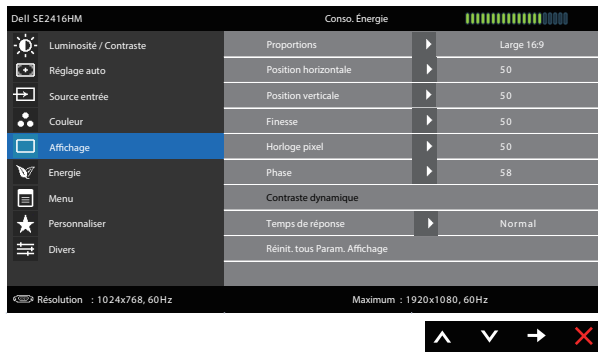 Dell SE2416HM Conso. Énergie
Luminosité / Contraste Proportions Large 16:9
Réglage auto Position horizontale 50
Source entrée Position verticale 50
Couleur Finesse 50
Affichage Horloge pixel 50
Energie Phase 58
Menu Contraste dynamique
Personnaliser Temps de réponse Normal
Divers Réinit. tous Param. Affichage
Résolution : 1024x768, 60Hz Maximum : 1920x1080, 60Hz